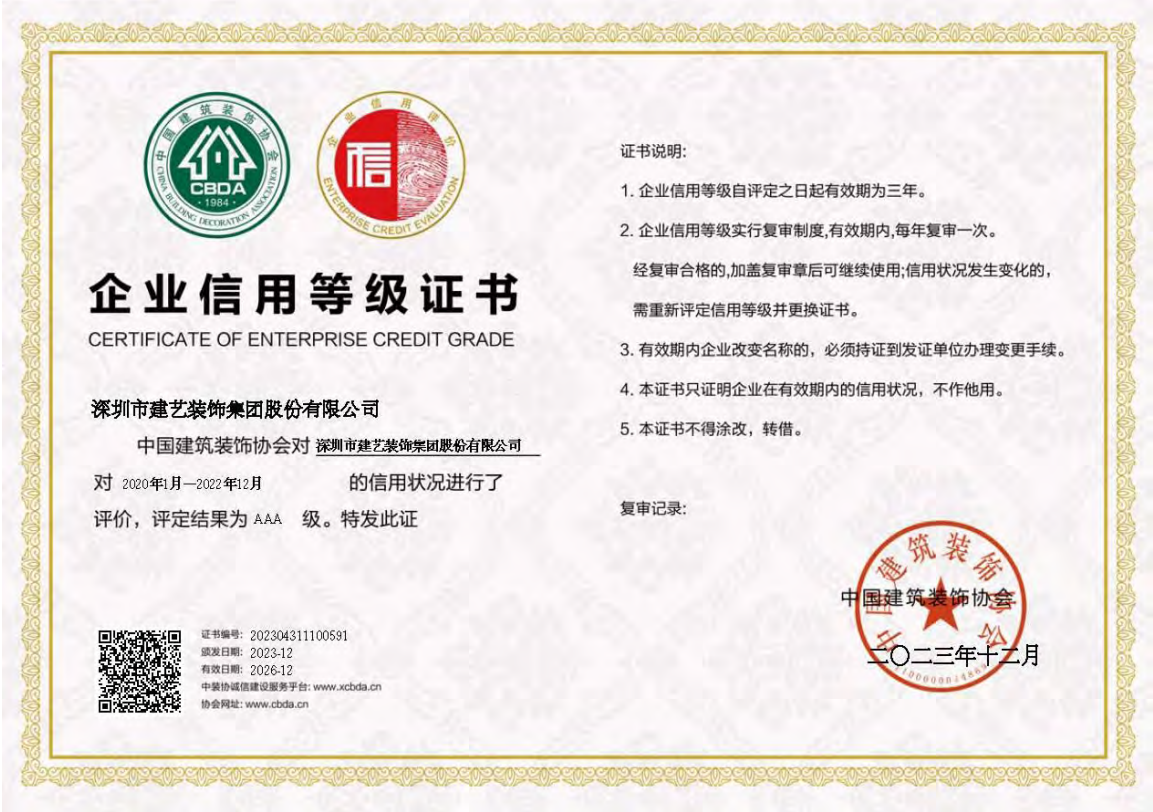 中国建筑装饰协会
CBDA
·1984·
CHINA BUILDING DECORATION ASSOCIATION
企业信用评价
信
ENTERPRISE CREDIT EVALUATION
企业信用等级证书
CERTIFICATE OF ENTERPRISE CREDIT GRADE
深圳市建艺装饰集团股份有限公司
中国建筑装饰协会对 深圳市建艺装饰集团股份有限公司
对 2020年1月—2022年12月 的信用状况进行了
评价，评定结果为 AAA 级。特发此证
证书编号: 202304311100591
颁发日期: 2023-12
有效日期: 2026-12
中装协诚信建设服务平台: www.xcbda.cn
协会网址: www.cbda.cn
证书说明:
1. 企业信用等级自评定之日起有效期为三年。
2. 企业信用等级实行复审制度,有效期内,每年复审一次。
经复审合格的,加盖复审章后可继续使用;信用状况发生变化的，
需重新评定信用等级并更换证书。
3. 有效期内企业改变名称的，必须持证到发证单位办理变更手续。
4. 本证书只证明企业在有效期内的信用状况，不作他用。
5. 本证书不得涂改，转借。
复审记录:
中国建筑装饰协会
中国建筑装饰协会
二〇二三年十二月